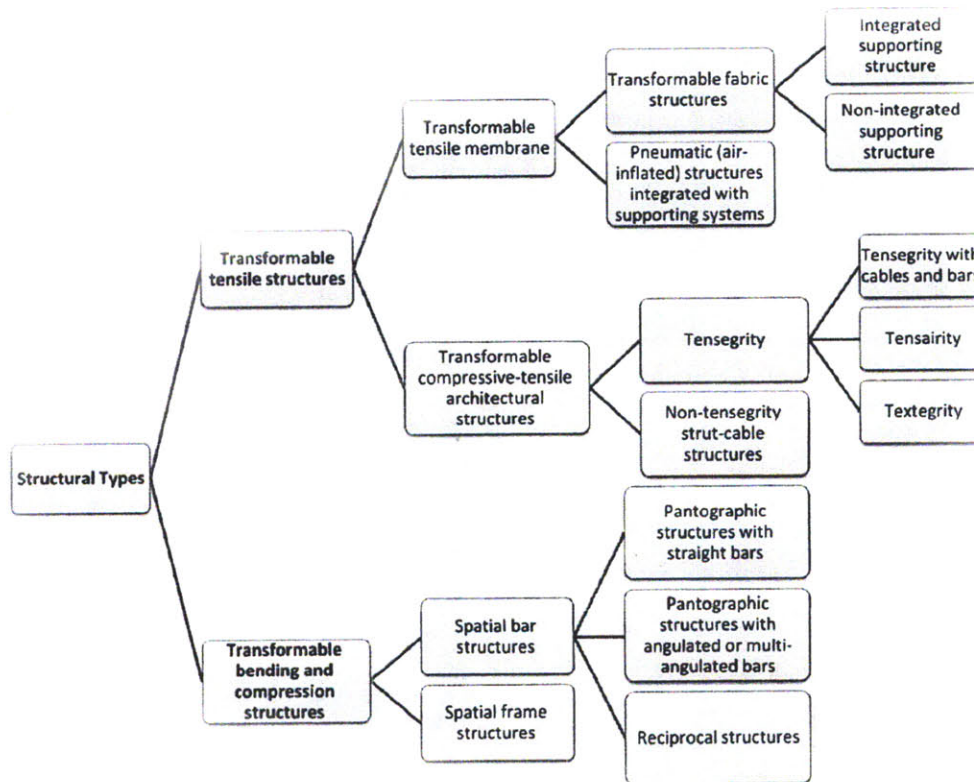 Integrated
supporting
structure
Transformable fabric
structures
Non-integrated
supporting
structure
Transformable
tensile membrane
Pneumatic (air-
inflated) structures
integrated with
supporting systems
Transformable
tensile structures
Tensegrity with
cables and bars
Tensegrity
Tensairity
Textegrity
Transformable
compressive-tensile
architectural
structures
Non-tensegrity
strut-cable
structures
Structural Types
Pantographic
structures with
straight bars
Spatial bar
structures
Pantographic
structures with
angulated or multi-
angulated bars
Transformable
bending and
compression
structures
Spatial frame
structures
Reciprocal structures